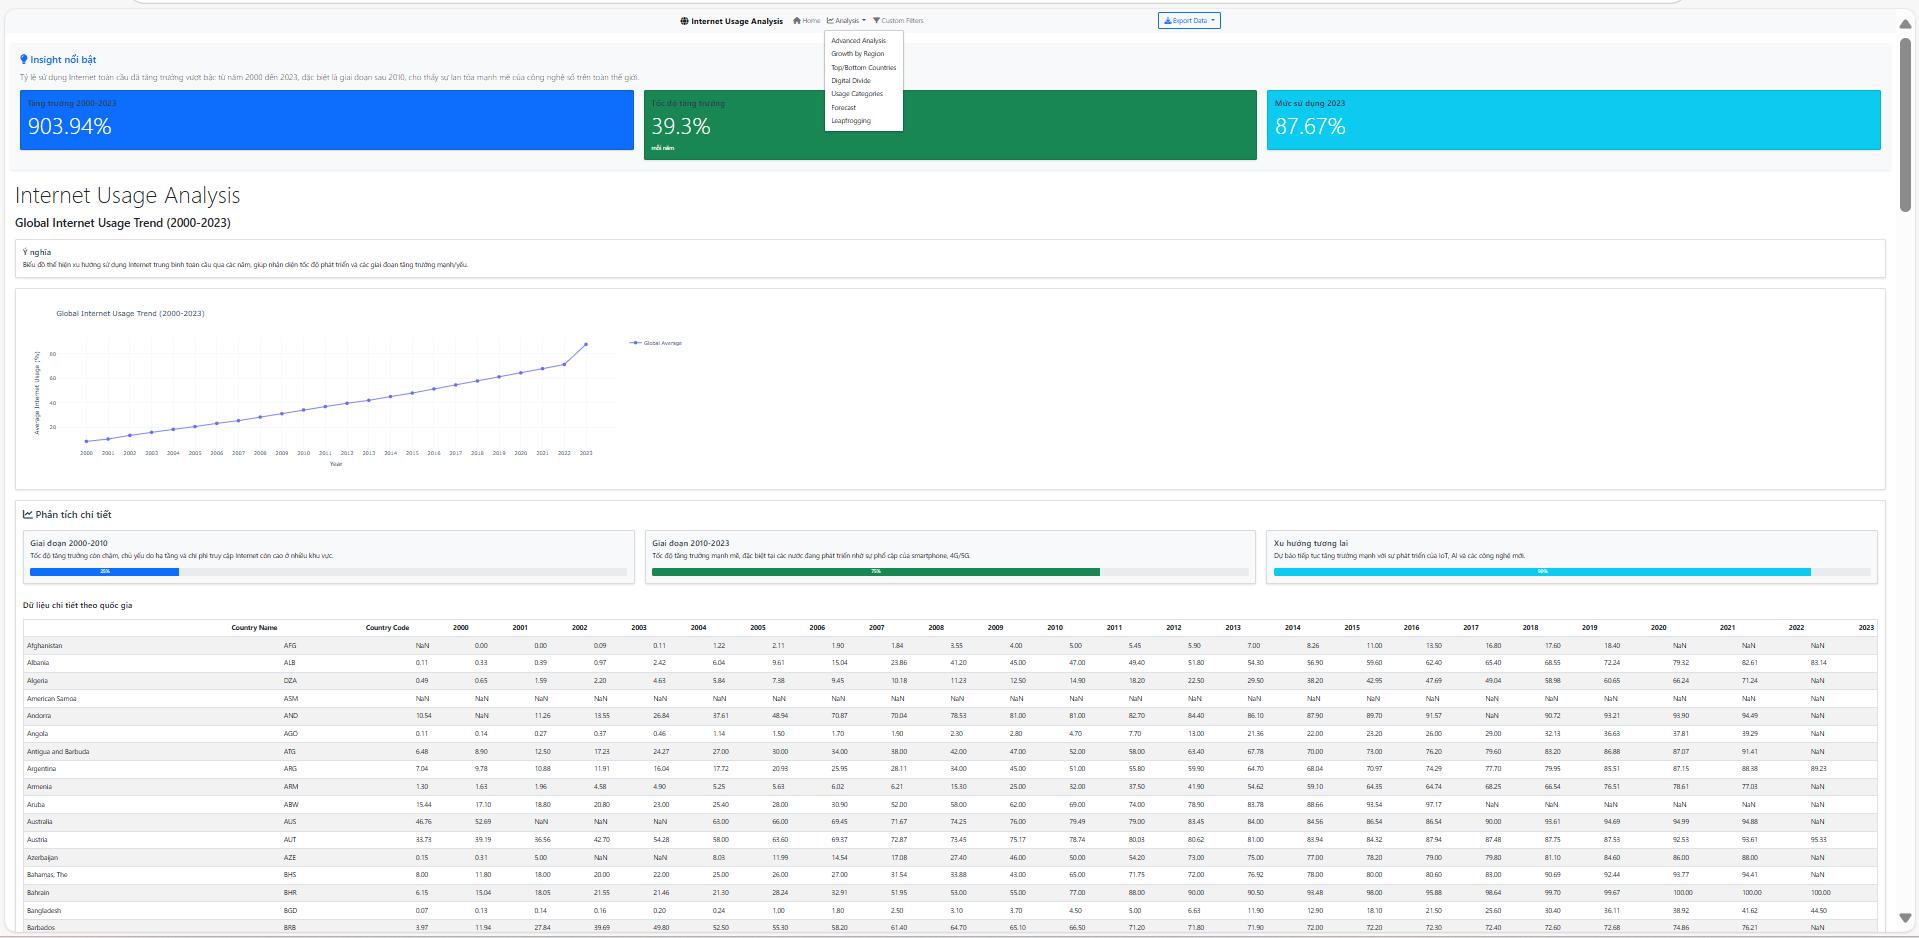 Internet Usage Analysis Home Analysis Custom Filters Export Data
Advanced Analysis
Growth by Region
Top/Bottom Countries
Digital Divide
Usage Categories
Forecast
Leapfrogging
Insight nổi bật
Tỷ lệ sử dụng Internet toàn cầu đã tăng trưởng vượt bậc từ năm 2000 đến 2023, đặc biệt là giai đoạn sau 2010, cho thấy sự lan tỏa mạnh mẽ của công nghệ số trên toàn thế giới.
Tăng trưởng 2000-2023
903.94%
Tốc độ tăng trưởng
39.3%
mỗi năm
Mức sử dụng 2023
87.67%
Internet Usage Analysis
Global Internet Usage Trend (2000-2023)
Ý nghĩa
Biểu đồ thể hiện xu hướng sử dụng Internet trung bình toàn cầu qua các năm, giúp nhận diện tốc độ phát triển và các giai đoạn tăng trưởng mạnh/yếu.
Global Internet Usage Trend (2000-2023)
Global Average
Average Internet Usage (%)
80
60
40
20
2000 2001 2002 2003 2004 2005 2006 2007 2008 2009 2010 2011 2012 2013 2014 2015 2016 2017 2018 2019 2020 2021 2022 2023
Year
Phân tích chi tiết
Giai đoạn 2000-2010
Tốc độ tăng trưởng còn chậm, chủ yếu do hạ tầng và chi phí truy cập Internet còn cao ở nhiều khu vực.
25%
Giai đoạn 2010-2023
Tốc độ tăng trưởng mạnh mẽ, đặc biệt tại các nước đang phát triển nhờ sự phổ cập của smartphone, 4G/5G.
75%
Xu hướng tương lai
Dự báo tiếp tục tăng trưởng mạnh với sự phát triển của IoT, AI và các công nghệ mới.
90%
Dữ liệu chi tiết theo quốc gia
Country Name Country Code 2000 2001 2002 2003 2004 2005 2006 2007 2008 2009 2010 2011 2012 2013 2014 2015 2016 2017 2018 2019 2020 2021 2022 2023
Afghanistan AFG NaN 0.00 0.00 0.09 0.11 1.22 2.11 1.90 1.84 3.55 4.00 5.00 5.45 5.90 7.00 8.26 11.00 13.50 16.80 17.60 18.40 NaN NaN NaN
Albania ALB 0.11 0.33 0.39 0.97 2.42 6.04 9.61 15.04 23.86 41.20 45.00 47.00 49.40 51.80 54.30 56.90 59.60 62.40 65.40 68.55 72.24 79.32 82.61 83.14
Algeria DZA 0.49 0.65 1.59 2.20 4.63 5.84 7.38 9.45 10.18 11.23 12.50 14.90 18.20 22.50 29.50 38.20 42.95 47.69 49.04 58.98 60.65 66.24 71.24 NaN
American Samoa ASM NaN NaN NaN NaN NaN NaN NaN NaN NaN NaN NaN NaN NaN NaN NaN NaN NaN NaN NaN NaN NaN NaN NaN NaN
Andorra AND 10.54 NaN 11.26 13.55 26.84 37.61 48.94 70.87 70.04 78.53 81.00 81.00 82.70 84.40 86.10 87.90 89.70 91.57 NaN 90.72 93.21 93.90 94.49 NaN
Angola AGO 0.11 0.14 0.27 0.37 0.46 1.14 1.50 1.70 1.90 2.30 2.80 4.70 7.70 13.00 21.36 22.00 23.20 26.00 29.00 32.13 36.63 37.81 39.29 NaN
Antigua and Barbuda ATG 6.48 8.90 12.50 17.23 24.27 27.00 30.00 34.00 38.00 42.00 47.00 52.00 58.00 63.40 67.78 70.00 73.00 76.20 79.60 83.20 86.88 87.07 91.41 NaN
Argentina ARG 7.04 9.78 10.88 11.91 16.04 17.72 20.93 25.95 28.11 34.00 45.00 51.00 55.80 59.90 64.70 68.04 70.97 74.29 77.70 79.95 85.51 87.15 88.38 89.23
Armenia ARM 1.30 1.63 1.96 4.58 4.90 5.25 5.63 6.02 6.21 15.30 25.00 32.00 37.50 41.90 54.62 59.10 64.35 64.74 68.25 66.54 76.51 78.61 77.03 NaN
Aruba ABW 15.44 17.10 18.80 20.80 23.00 25.40 28.00 30.90 52.00 58.00 62.00 69.00 74.00 78.90 83.78 88.66 93.54 97.17 NaN NaN NaN NaN NaN NaN
Australia AUS 46.76 52.69 NaN NaN NaN 63.00 66.00 69.45 71.67 74.25 76.00 79.49 79.00 83.45 84.00 84.56 86.54 86.54 90.00 93.61 94.69 94.99 94.88 NaN
Austria AUT 33.73 39.19 36.56 42.70 54.28 58.00 63.60 69.37 72.87 73.45 75.17 78.74 80.03 80.62 81.00 83.94 84.32 87.94 87.48 87.75 87.53 92.53 93.61 95.33
Azerbaijan AZE 0.15 0.31 5.00 NaN NaN 8.03 11.99 14.54 17.08 27.40 46.00 50.00 54.20 73.00 75.00 77.00 78.20 79.00 79.80 81.10 84.60 86.00 88.00 NaN
Bahamas, The BHS 8.00 11.80 18.00 20.00 22.00 25.00 26.00 27.00 31.54 33.88 43.00 65.00 71.75 72.00 76.92 78.00 80.00 80.60 83.00 90.69 92.44 93.77 94.41 NaN
Bahrain BHR 6.15 15.04 18.05 21.55 21.46 21.30 28.24 32.91 51.95 53.00 55.00 77.00 88.00 90.00 90.50 93.48 98.00 95.88 98.64 99.70 99.67 100.00 100.00 100.00
Bangladesh BGD 0.07 0.13 0.14 0.16 0.20 0.24 1.00 1.80 2.50 3.10 3.70 4.50 5.00 6.63 11.90 12.90 18.10 21.50 25.60 30.40 36.11 38.92 41.62 44.50
Barbados BRB 3.97 11.94 27.84 39.69 49.80 52.50 55.30 58.20 61.40 64.70 65.10 66.50 71.20 71.80 71.90 72.00 72.20 72.30 72.40 72.60 72.68 74.86 76.21 NaN